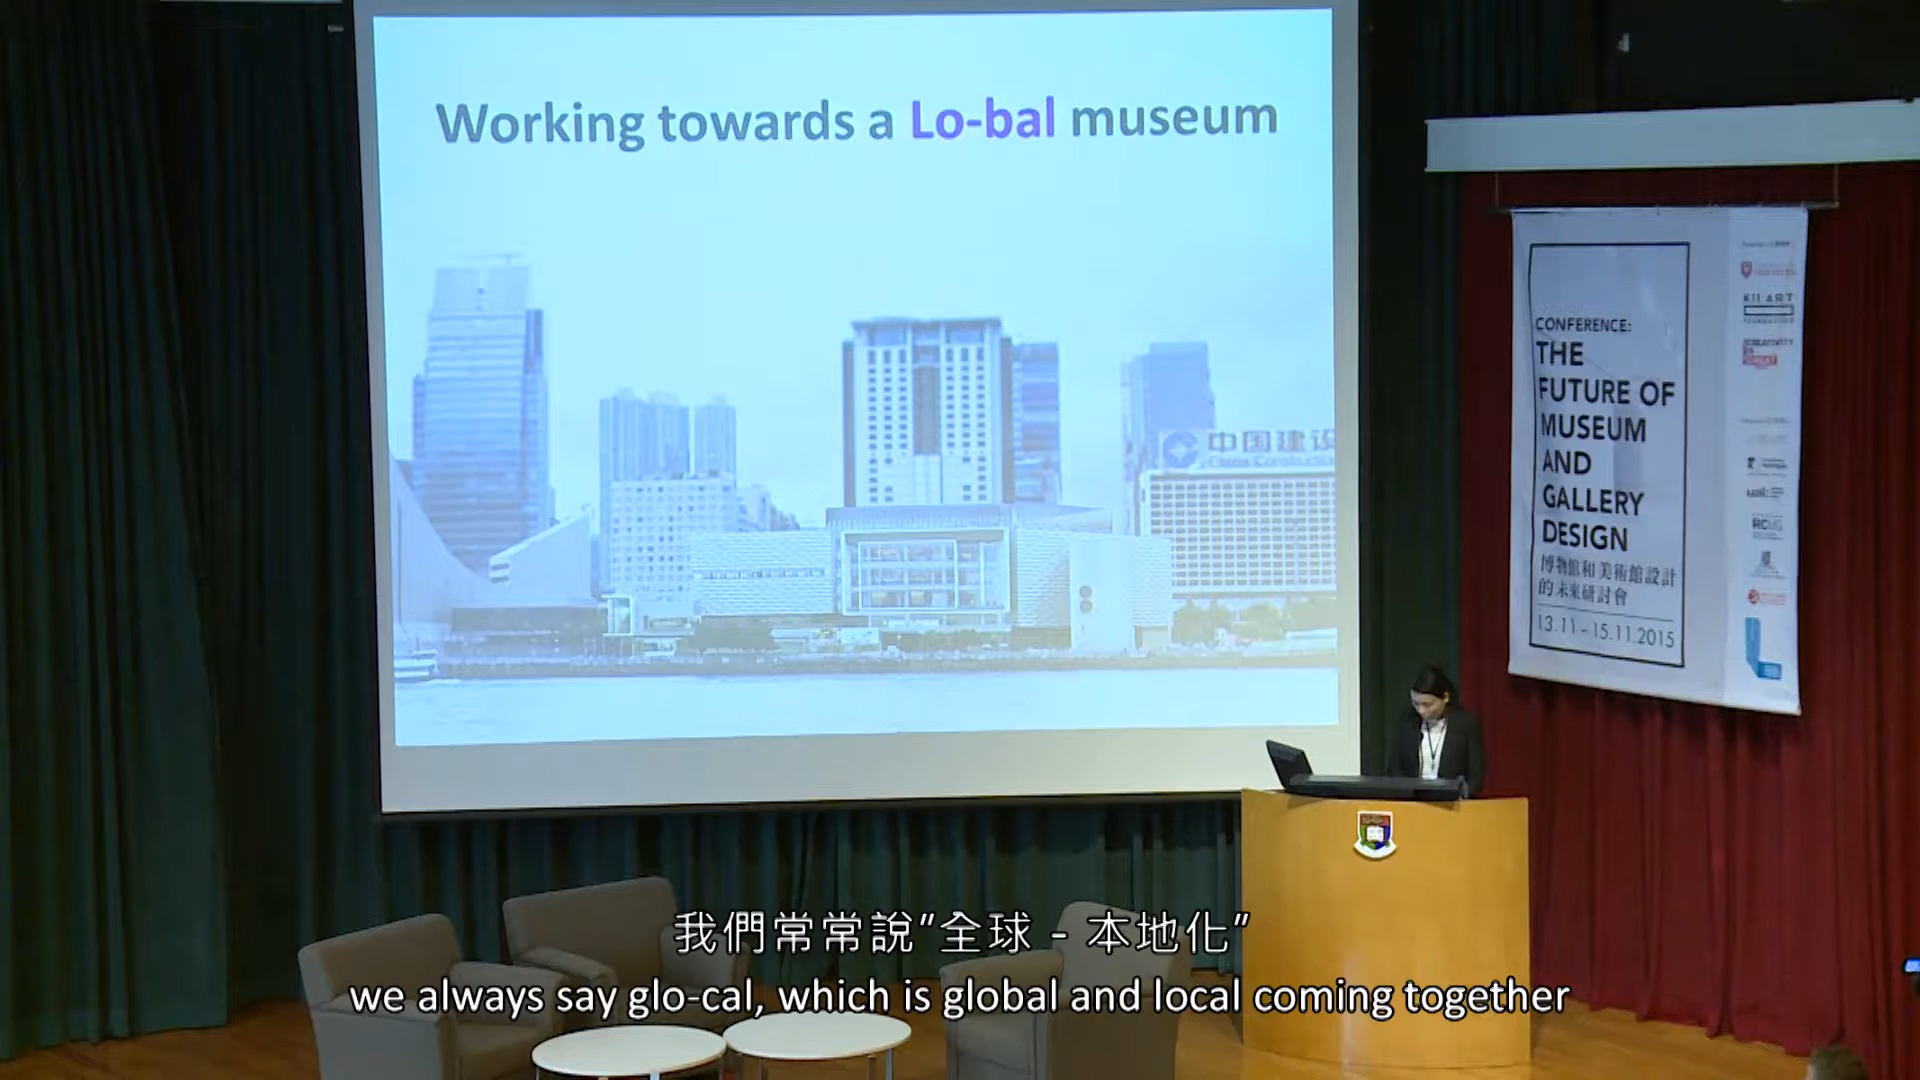 Working towards a Lo-bal museum
中国建设
China Construction
CONFERENCE:
THE
FUTURE OF
MUSEUM
AND
GALLERY
DESIGN
博物館和美術館設計
的未來研討會
13.11 - 15.11.2015
K11 ART
FOUNDATION
我們常常說"全球 - 本地化"
we always say glo-cal, which is global and local coming together